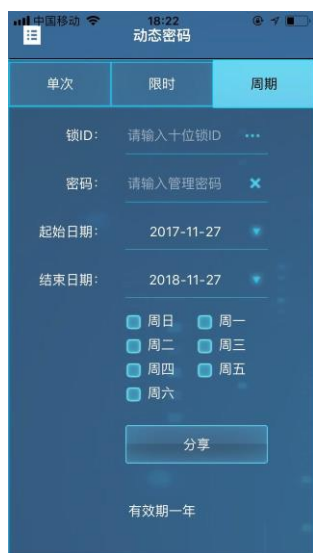 中国移动 18:22
动态密码
单次 限时 周期
锁ID: 请输入十位锁ID ...
密码: 请输入管理密码
起始日期: 2017-11-27
结束日期: 2018-11-27
周日 周一
周二 周三
周四 周五
周六
分享
有效期一年